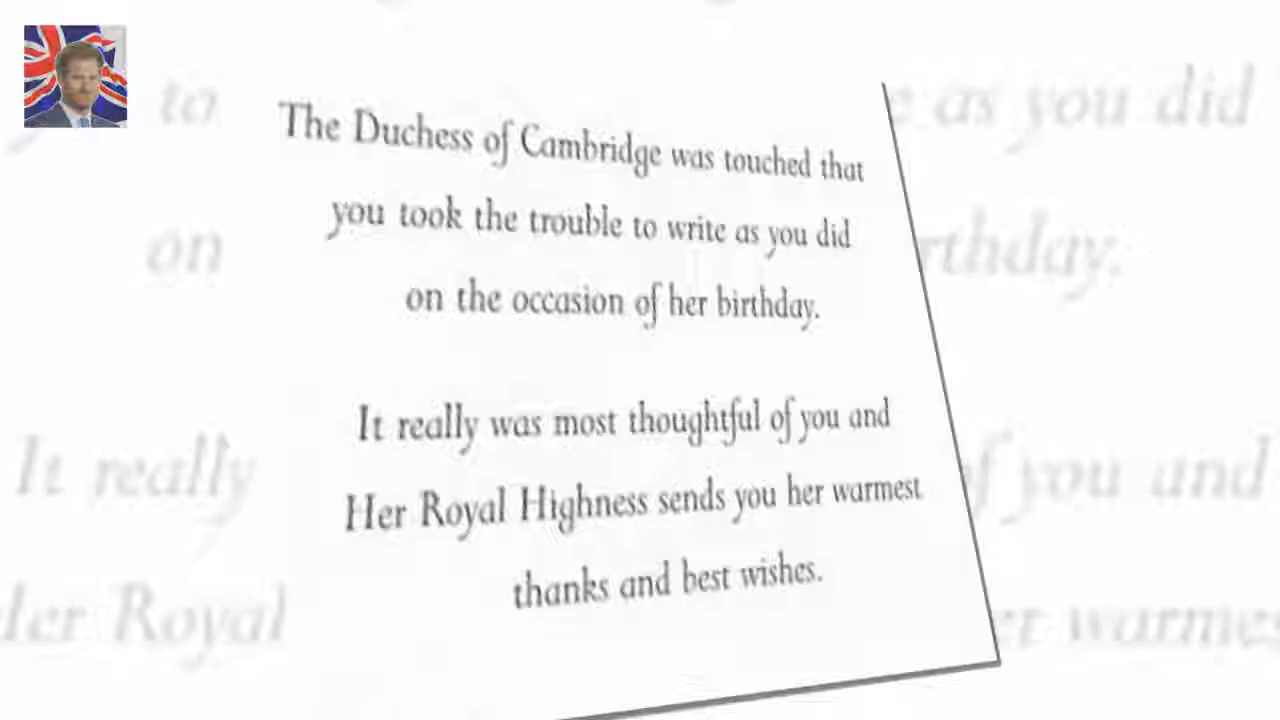 The Duchess of Cambridge was touched that
you took the trouble to write as you did
on the occasion of her birthday.
It really was most thoughtful of you and
Her Royal Highness sends you her warmest
thanks and best wishes.